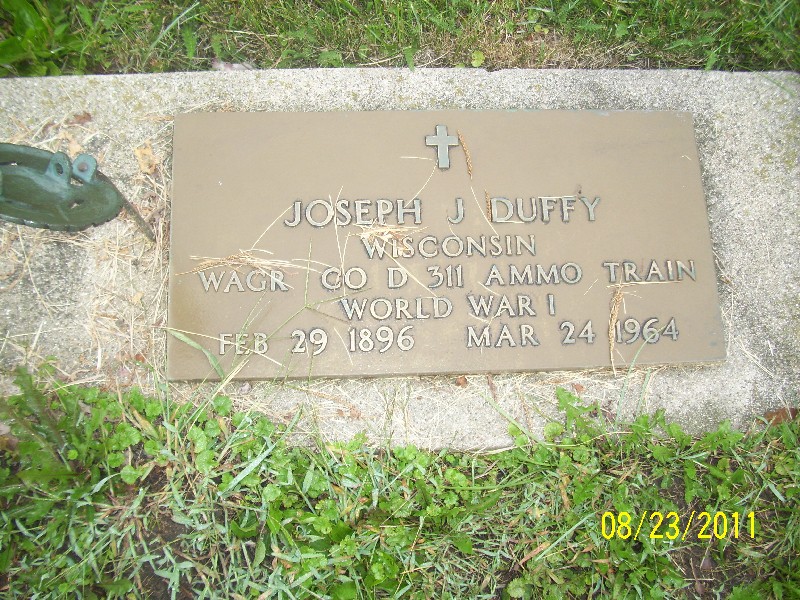 JOSEPH J DUFFY
WISCONSIN
WAGR CO D 311 AMMO TRAIN
WORLD WAR I
FEB 29 1896 MAR 24 1964
08/23/2011